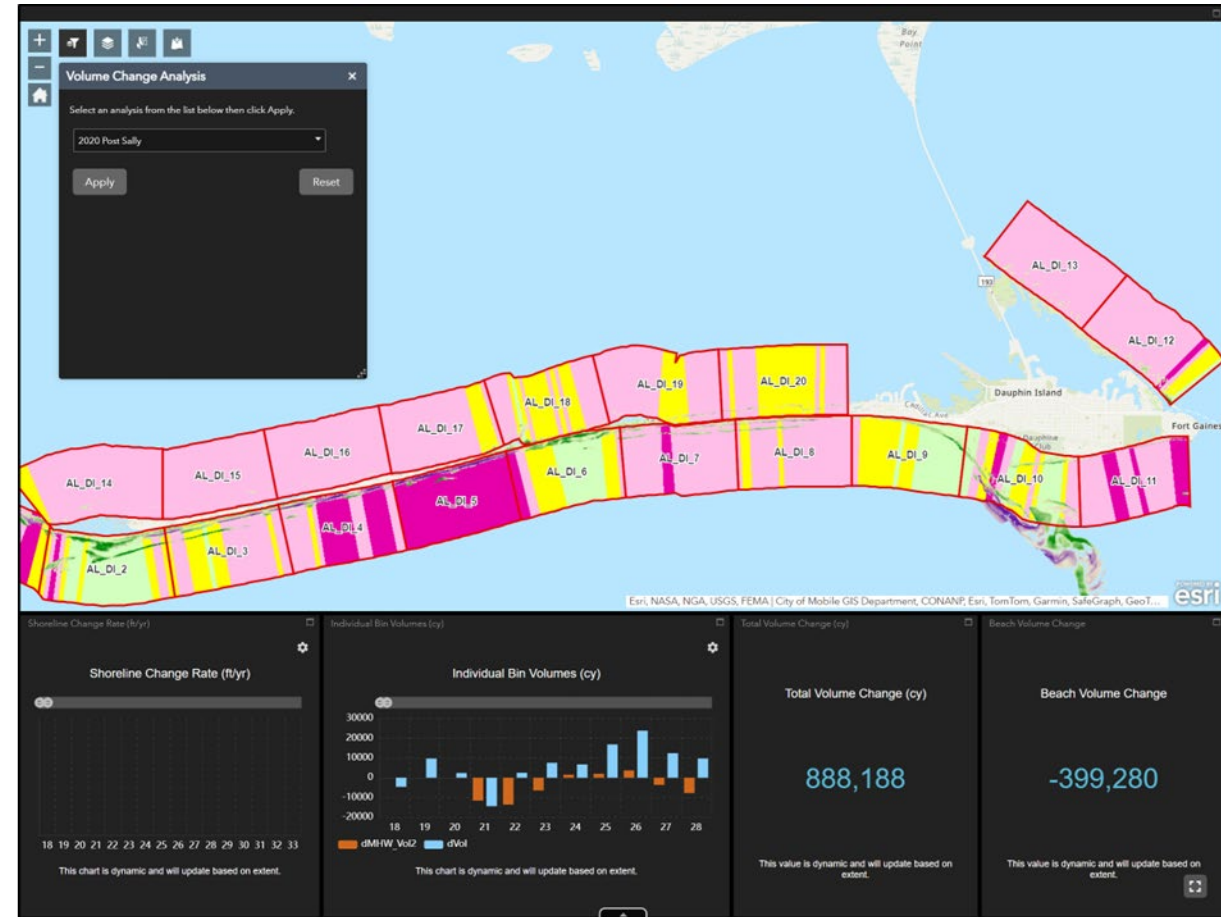 Bay
Point
+
−
Volume Change Analysis
×
Select an analysis from the list below then click Apply.
2020 Post Sally
Apply
Reset
193
AL_DI_13
AL_DI_12
AL_DI_20
AL_DI_19
AL_DI_18
AL_DI_17
AL_DI_16
AL_DI_15
AL_DI_14
Dauphin Island
Fort Gaines
Club
AL_DI_11
AL_DI_10
AL_DI_9
AL_DI_8
AL_DI_7
AL_DI_6
AL_DI_5
AL_DI_4
AL_DI_3
AL_DI_2
Esri, NASA, NGA, USGS, FEMA | City of Mobile GIS Department, CONANP, Esri, TomTom, Garmin, SafeGraph, GeoT...
POWERED BY
esri
Shoreline Change Rate (ft/yr)
Shoreline Change Rate (ft/yr)
18 19 20 21 22 23 24 25 26 27 28 29 30 31 32 33
This chart is dynamic and will update based on extent.
Individual Bin Volumes (cy)
Individual Bin Volumes (cy)
30000
20000
10000
0
-10000
-20000
18 19 20 21 22 23 24 25 26 27 28
dMHW_Vol2 dVol
This chart is dynamic and will update based on extent.
Total Volume Change (cy)
Total Volume Change (cy)
888,188
This value is dynamic and will update based on
extent.
Beach Volume Change
Beach Volume Change
-399,280
This value is dynamic and will update based on
extent.